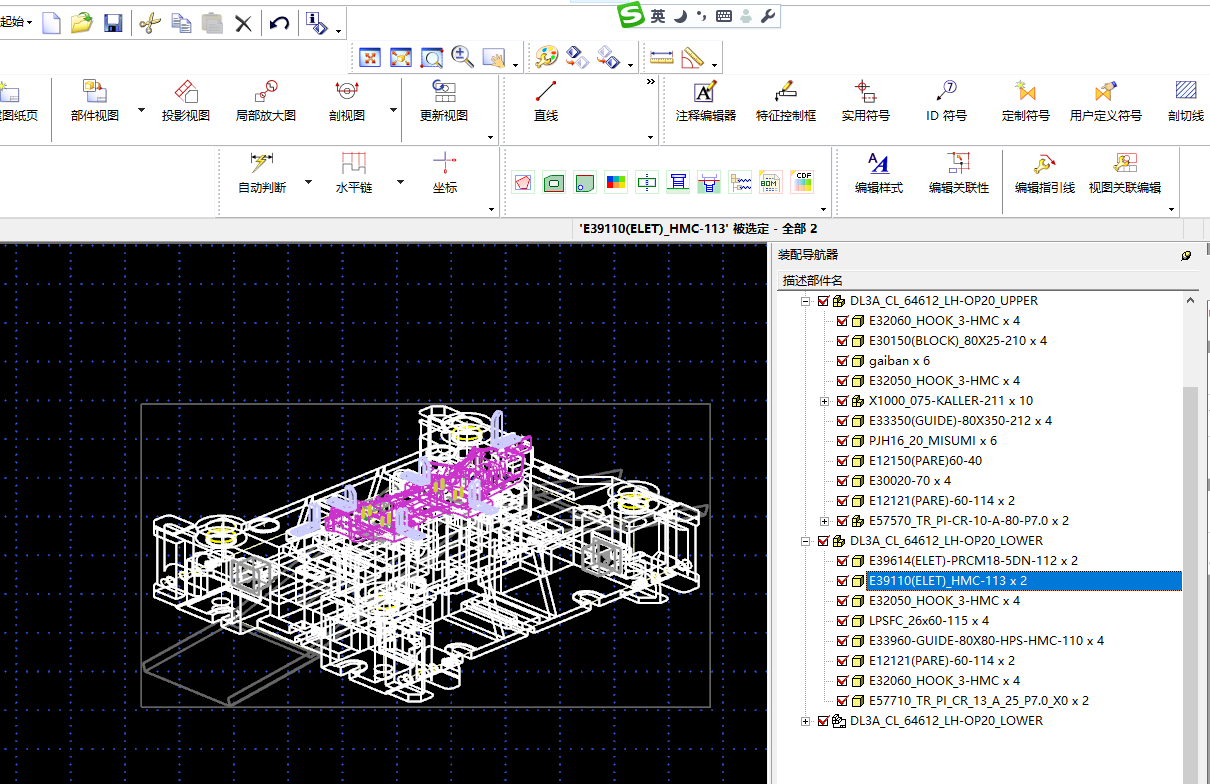 起始
英
图纸页
部件视图
投影视图
局部放大图
剖视图
更新视图
直线
注释编辑器
特征控制框
实用符号
ID 符号
定制符号
用户定义符号
剖切线
自动判断
水平链
坐标
BOM
CDF
编辑样式
编辑关联性
编辑指引线
视图关联编辑
'E39110(ELET)_HMC-113' 被选定 - 全部 2
装配导航器
描述部件名
DL3A_CL_64612_LH-OP20_UPPER
E32060_HOOK_3-HMC x 4
E30150(BLOCK)_80X25-210 x 4
gaiban x 6
E32050_HOOK_3-HMC x 4
X1000_075-KALLER-211 x 10
E33350(GUIDE)-80X350-212 x 4
PJH16_20_MISUMI x 6
E12150(PARE)60-40
E30020-70 x 4
E12121(PARE)-60-114 x 2
E57570_TR_PI-CR-10-A-80-P7.0 x 2
DL3A_CL_64612_LH-OP20_LOWER
E39614(ELET)-PRCM18-5DN-112 x 2
E39110(ELET)_HMC-113 x 2
E32050_HOOK_3-HMC x 4
LPSFC_26x60-115 x 4
E33960-GUIDE-80X80-HPS-HMC-110 x 4
E12121(PARE)-60-114 x 2
E32060_HOOK_3-HMC x 4
E57710_TR_PI_CR_13_A_25_P7.0_X0 x 2
DL3A_CL_64612_LH-OP20_LOWER